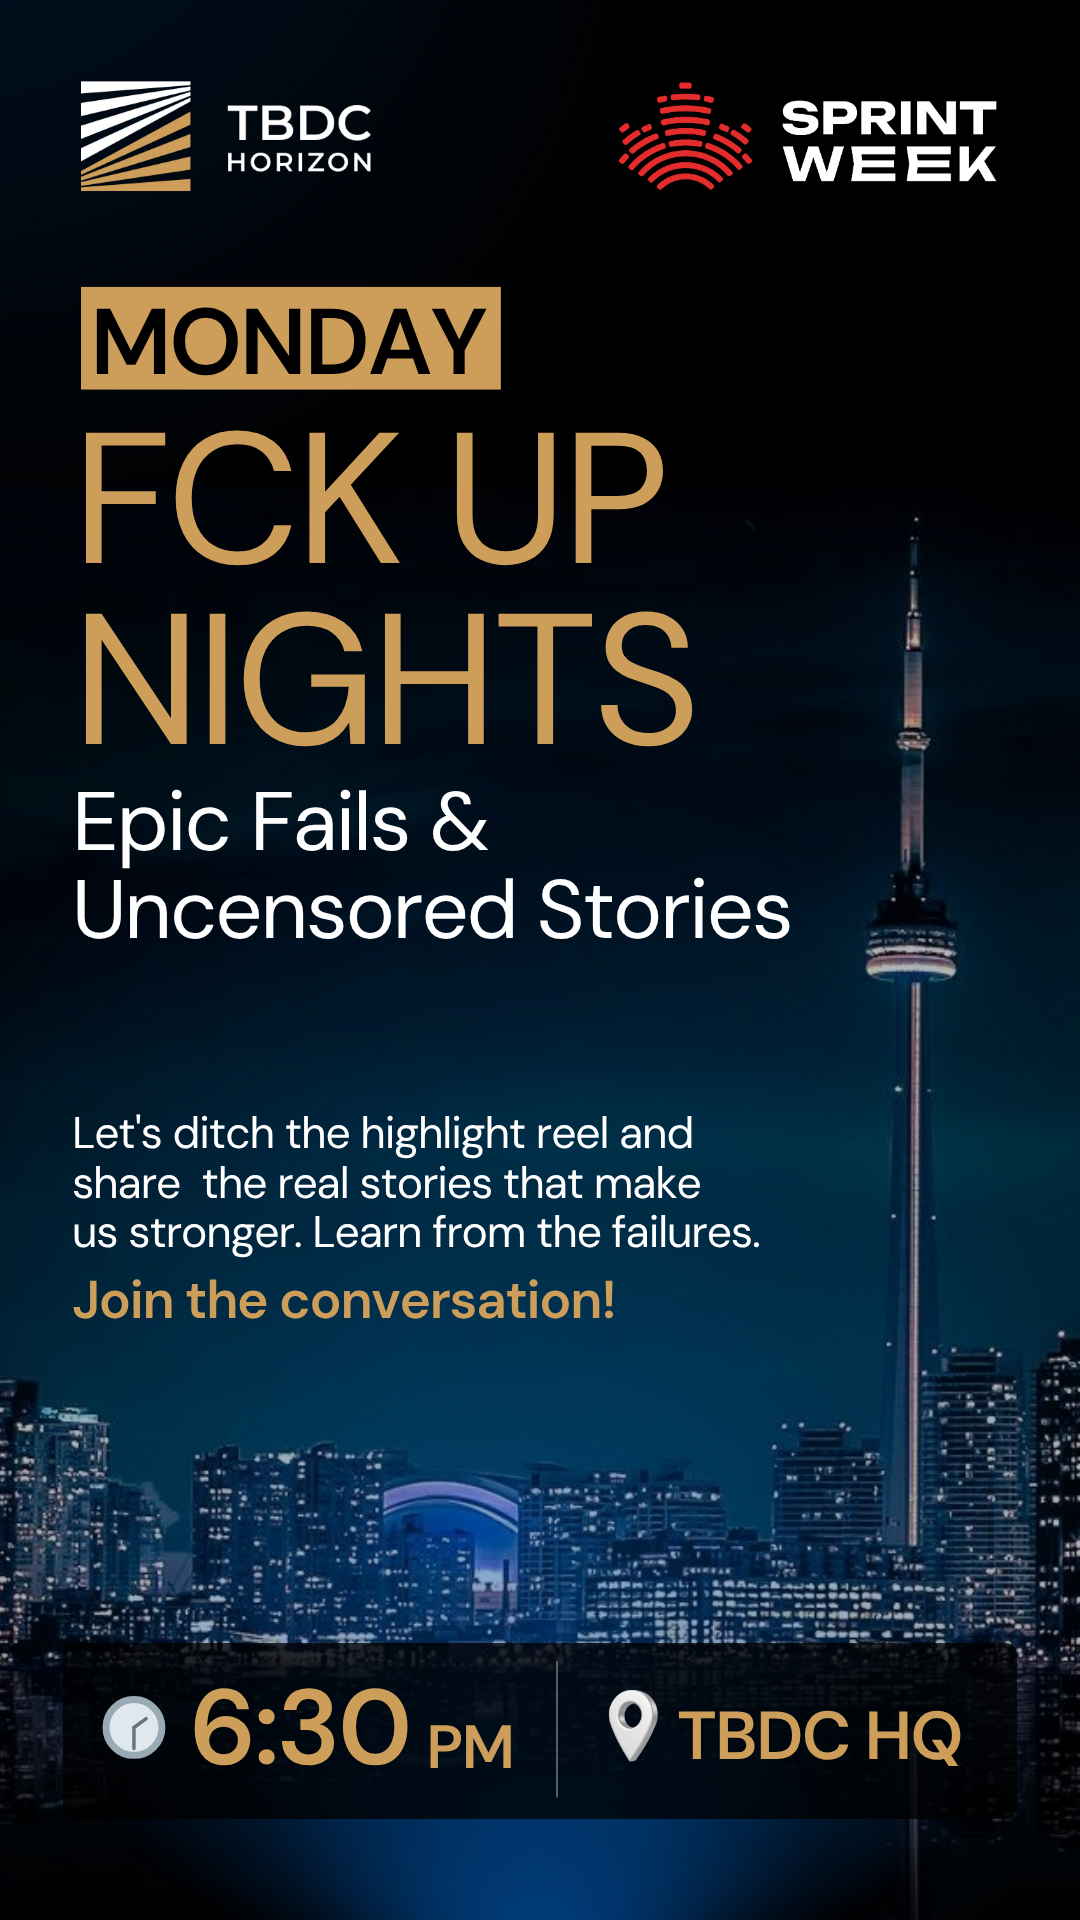 TBDC
HORIZON
SPRINT
WEEK
MONDAY
FCK UP
NIGHTS
Epic Fails &
Uncensored Stories
Let's ditch the highlight reel and
share  the real stories that make
us stronger. Learn from the failures.
Join the conversation!
6:30 PM
TBDC HQ